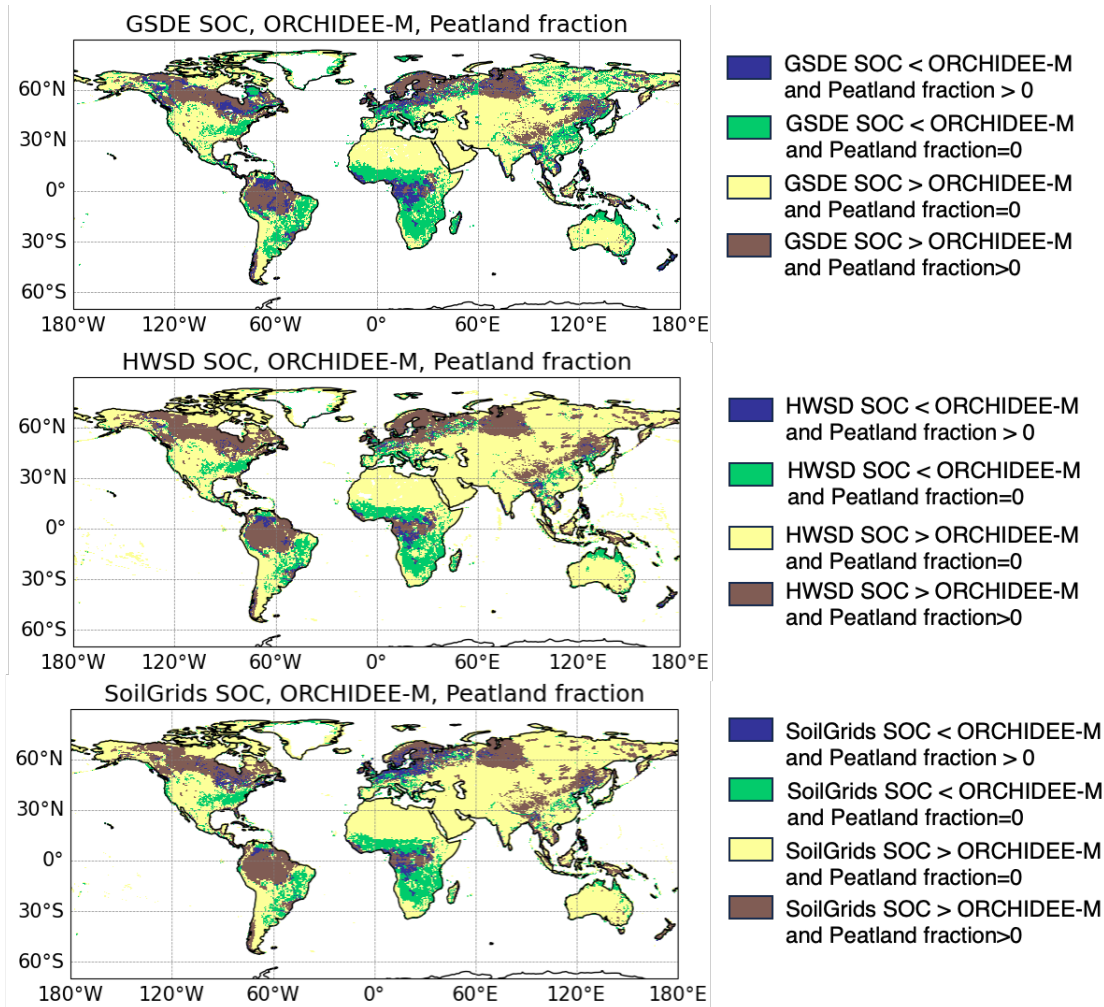 GSDE SOC, ORCHIDEE-M, Peatland fraction
60°N
30°N
0°
30°S
60°S
180°W 120°W 60°W 0° 60°E 120°E 180°E
GSDE SOC < ORCHIDEE-M
and Peatland fraction > 0
GSDE SOC < ORCHIDEE-M
and Peatland fraction=0
GSDE SOC > ORCHIDEE-M
and Peatland fraction=0
GSDE SOC > ORCHIDEE-M
and Peatland fraction>0
HWSD SOC, ORCHIDEE-M, Peatland fraction
60°N
30°N
0°
30°S
60°S
180°W 120°W 60°W 0° 60°E 120°E 180°E
HWSD SOC < ORCHIDEE-M
and Peatland fraction > 0
HWSD SOC < ORCHIDEE-M
and Peatland fraction=0
HWSD SOC > ORCHIDEE-M
and Peatland fraction=0
HWSD SOC > ORCHIDEE-M
and Peatland fraction>0
SoilGrids SOC, ORCHIDEE-M, Peatland fraction
60°N
30°N
0°
30°S
60°S
180°W 120°W 60°W 0° 60°E 120°E 180°E
SoilGrids SOC < ORCHIDEE-M
and Peatland fraction > 0
SoilGrids SOC < ORCHIDEE-M
and Peatland fraction=0
SoilGrids SOC > ORCHIDEE-M
and Peatland fraction=0
SoilGrids SOC > ORCHIDEE-M
and Peatland fraction>0